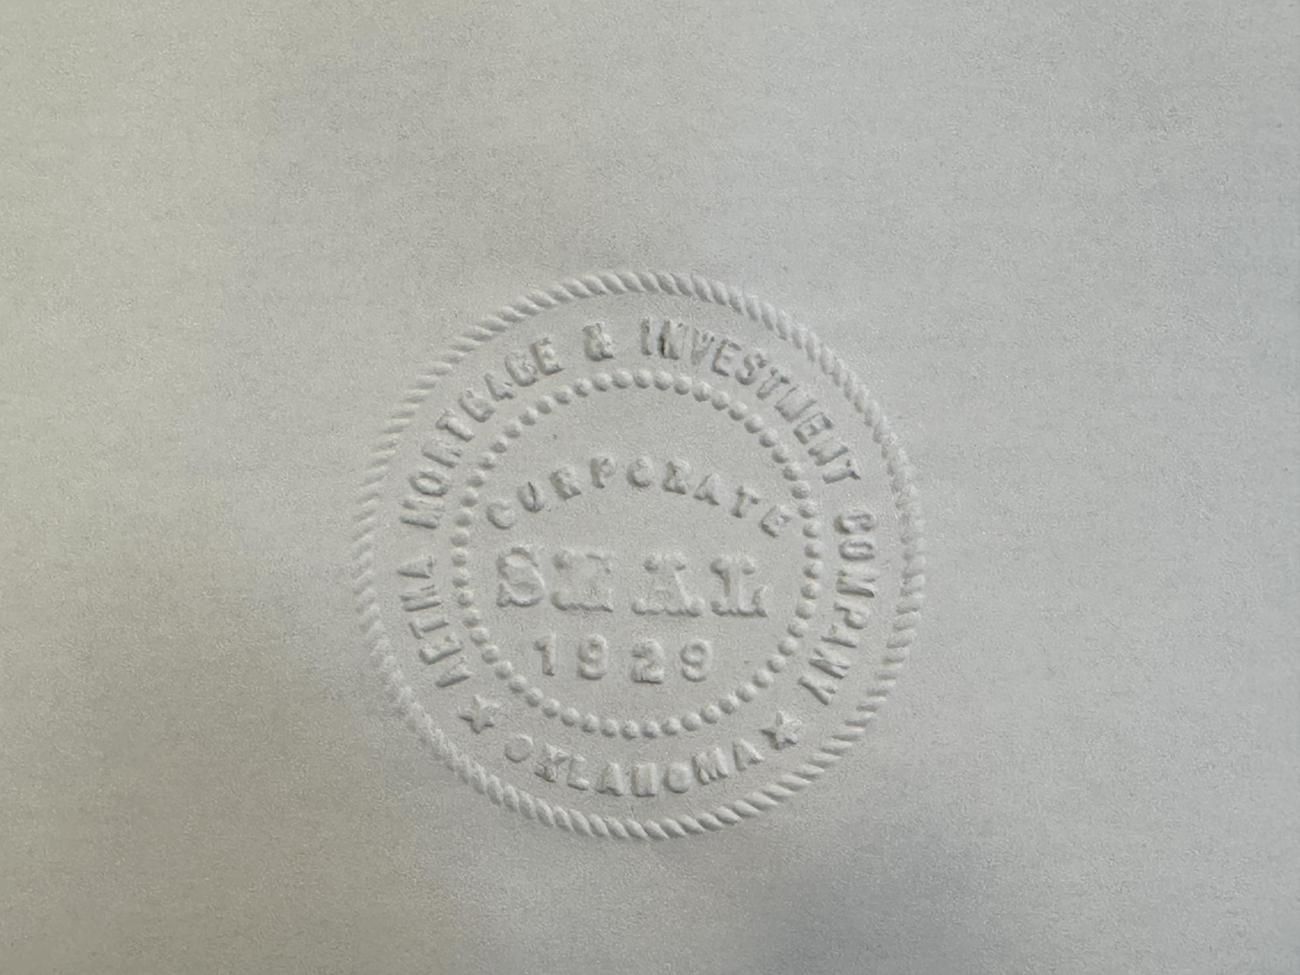 AETNA MORTGAGE & INVESTMENT COMPANY
CORPORATE
SEAL
1929
★ OKLAHOMA ★